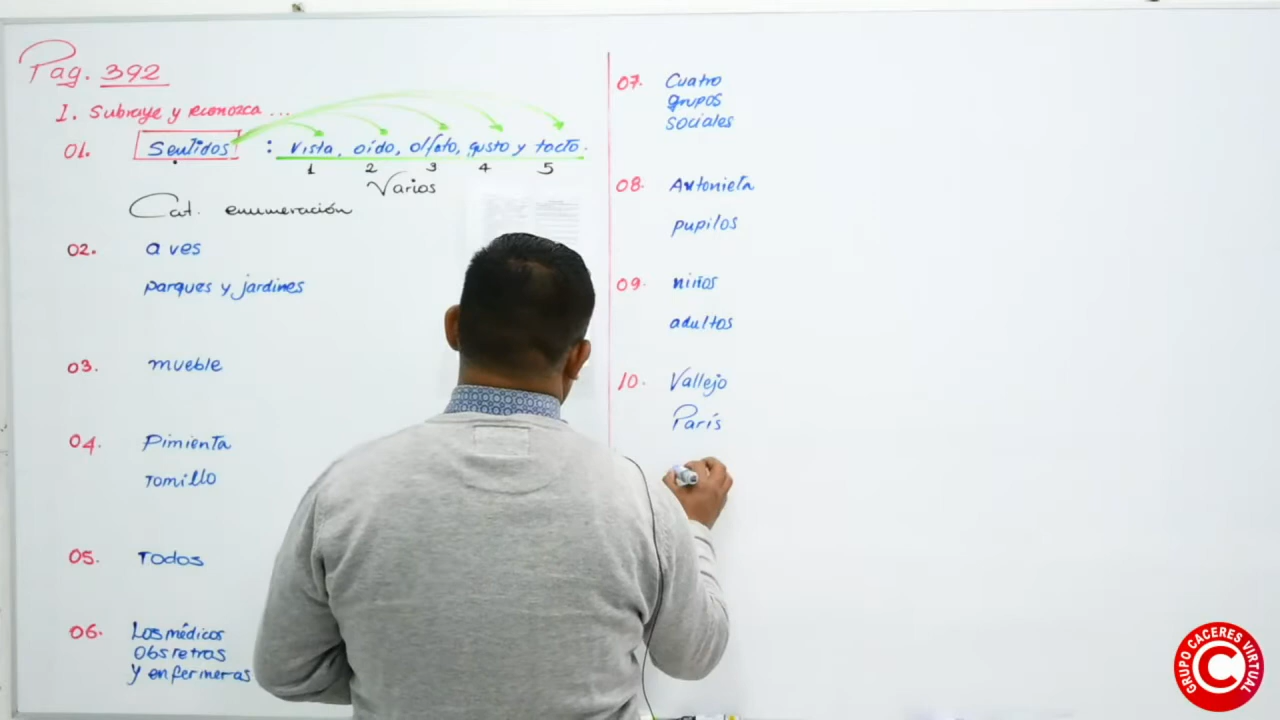 Pag. 392
I. Subraye y reconozca ...
01. Sentidos : vista, oído, olfato, gusto y tacto.
1 2 3 4 5
Varios
Cat. enumeración
02. aves
parques y jardines
03. mueble
04. Pimienta
Tomillo
05. Todos
06. Los médicos
Obsretras
y enfermeras
07. Cuatro
grupos
sociales
08. Antonieta
pupilos
09. niños
adultos
10. Vallejo
París
GRUPO CACERES VIRTUAL
C